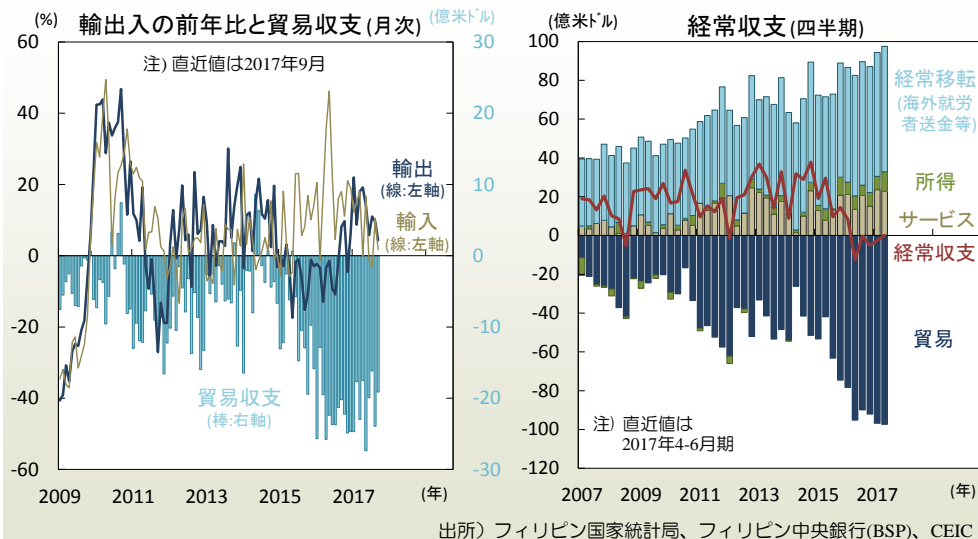 輸出入の前年比と貿易収支(月次)
(%)
(億米ドル)
注) 直近値は2017年9月
60
40
20
0
-20
-40
-60
30
20
10
0
-10
-20
-30
輸出
(線:左軸)
輸入
(線:左軸)
貿易収支
(棒:右軸)
2009
2011
2013
2015
2017
(年)
経常収支(四半期)
(億米ドル)
100
80
60
40
20
0
-20
-40
-60
-80
-100
-120
経常移転
(海外就労
者送金等)
所得
サービス
経常収支
貿易
注) 直近値は
2017年4-6月期
2007
2009
2011
2013
2015
2017
(年)
出所）フィリピン国家統計局、フィリピン中央銀行(BSP)、CEIC